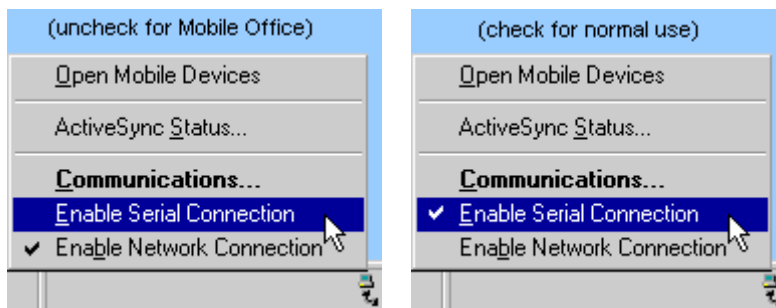 (uncheck for Mobile Office)
Open Mobile Devices
ActiveSync Status...
Communications...
Enable Serial Connection
Enable Network Connection
(check for normal use)
Open Mobile Devices
ActiveSync Status...
Communications...
Enable Serial Connection
Enable Network Connection